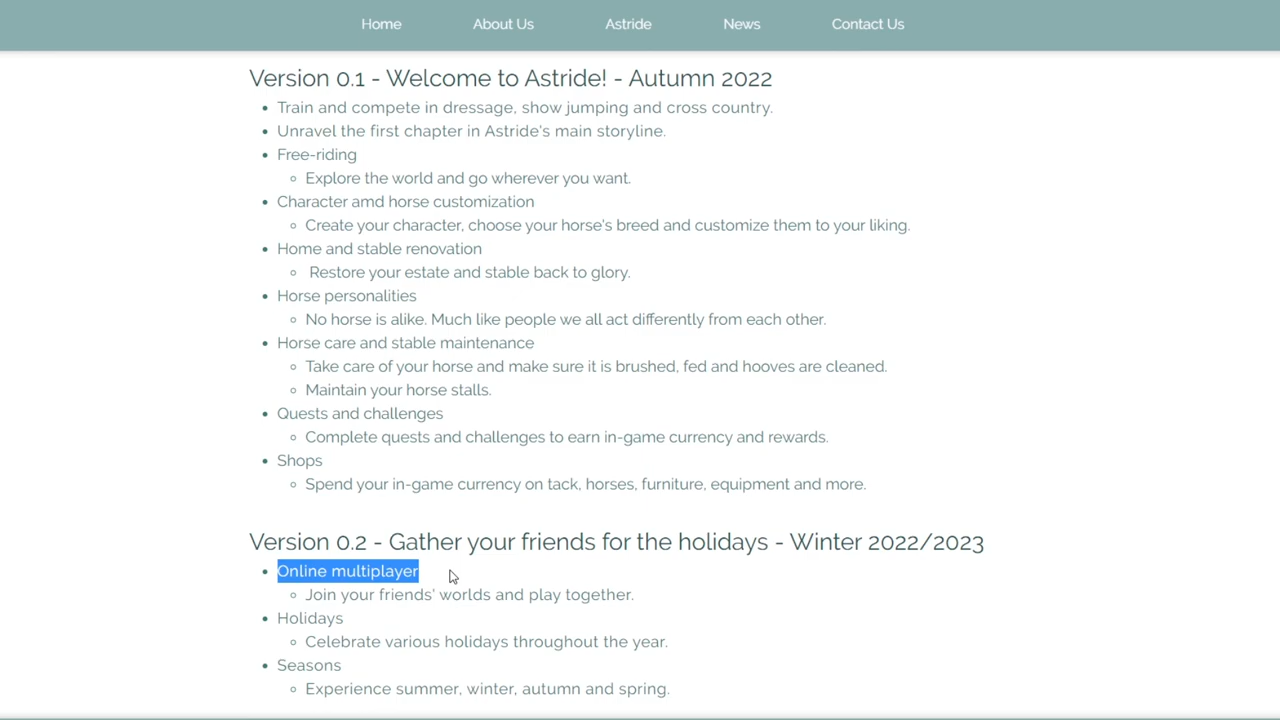 Home About Us Astride News Contact Us
Version 0.1 - Welcome to Astride! - Autumn 2022
Train and compete in dressage, show jumping and cross country.
Unravel the first chapter in Astride's main storyline.
Free-riding
Explore the world and go wherever you want.
Character amd horse customization
Create your character, choose your horse's breed and customize them to your liking.
Home and stable renovation
Restore your estate and stable back to glory.
Horse personalities
No horse is alike. Much like people we all act differently from each other.
Horse care and stable maintenance
Take care of your horse and make sure it is brushed, fed and hooves are cleaned.
Maintain your horse stalls.
Quests and challenges
Complete quests and challenges to earn in-game currency and rewards.
Shops
Spend your in-game currency on tack, horses, furniture, equipment and more.
Version 0.2 - Gather your friends for the holidays - Winter 2022/2023
Online multiplayer
Join your friends' worlds and play together.
Holidays
Celebrate various holidays throughout the year.
Seasons
Experience summer, winter, autumn and spring.